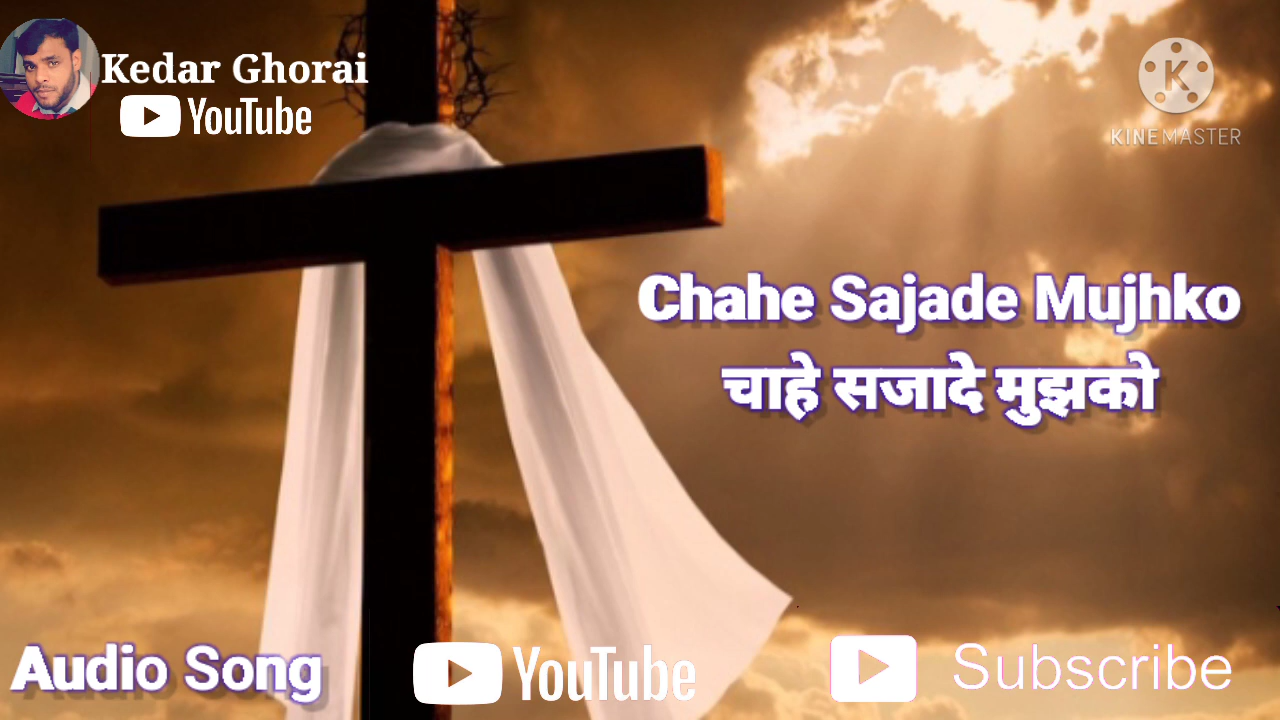 Kedar Ghorai
YouTube
K
KINEMASTER
Chahe Sajade Mujhko
चाहे सजादे मुझको
Audio Song
YouTube
Subscribe